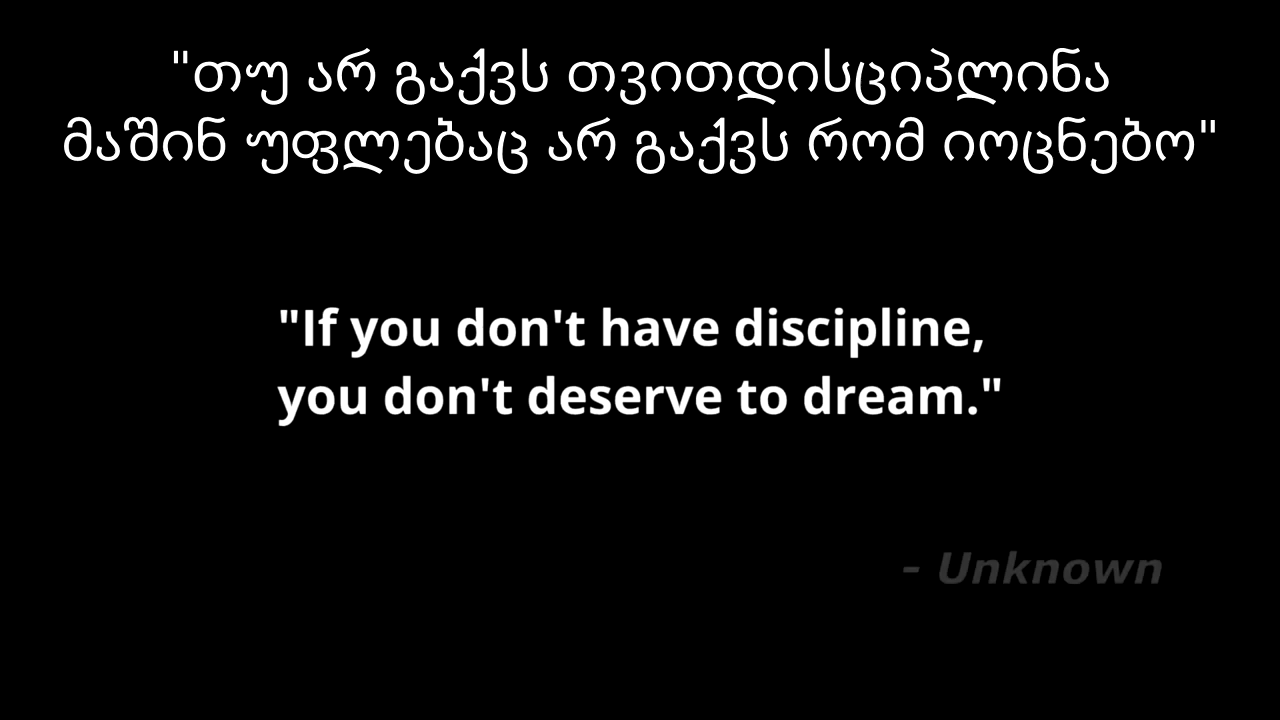 "თუ არ გაქვს თვითდისციპლინა
მაშინ უფლებაც არ გაქვს რომ იოცნებო"
"If you don't have discipline,
you don't deserve to dream."
- Unknown